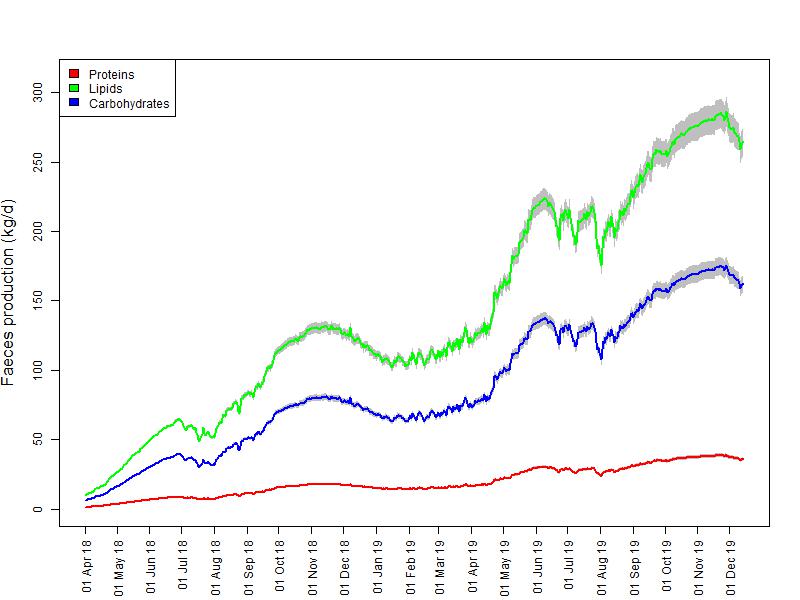 Proteins
Lipids
Carbohydrates
Faeces production (kg/d)
300
250
200
150
100
50
0
01 Apr 18
01 May 18
01 Jun 18
01 Jul 18
01 Aug 18
01 Sep 18
01 Oct 18
01 Nov 18
01 Dec 18
01 Jan 19
01 Feb 19
01 Mar 19
01 Apr 19
01 May 19
01 Jun 19
01 Jul 19
01 Aug 19
01 Sep 19
01 Oct 19
01 Nov 19
01 Dec 19